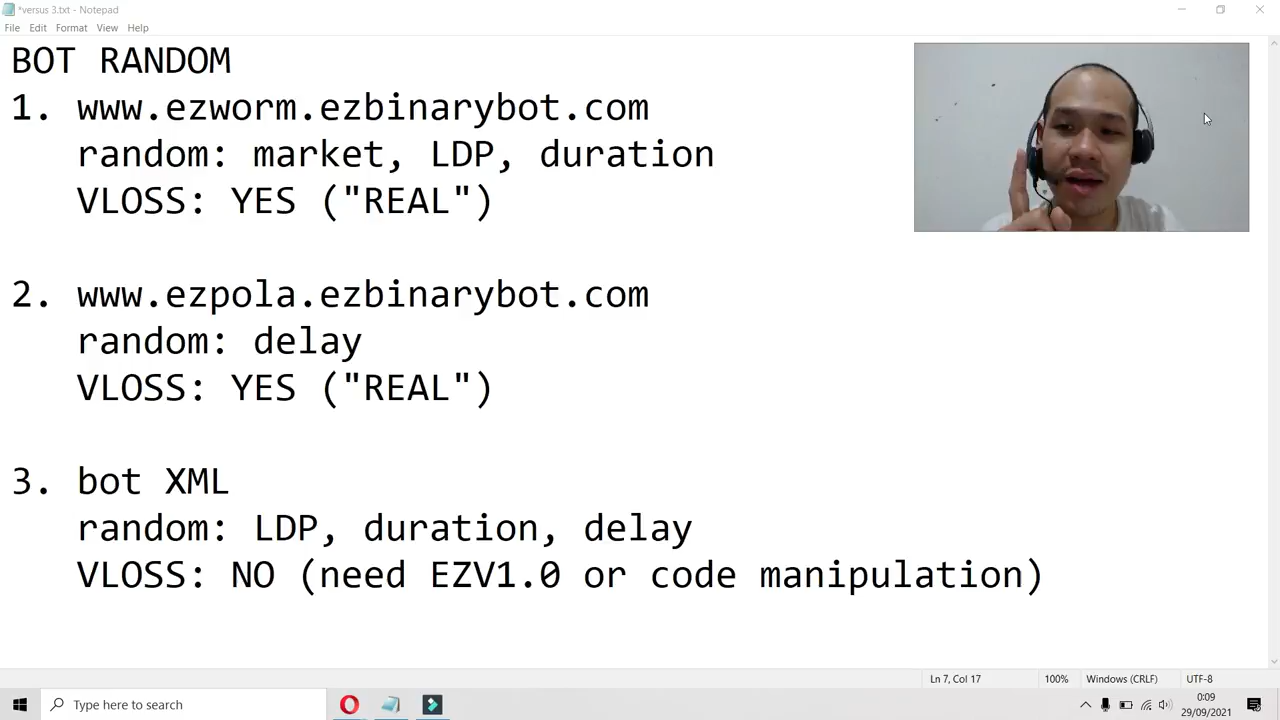 *versus 3.txt - Notepad
File Edit Format View Help
BOT RANDOM
1. www.ezworm.ezbinarybot.com
random: market, LDP, duration
VLOSS: YES ("REAL")
2. www.ezpola.ezbinarybot.com
random: delay
VLOSS: YES ("REAL")
3. bot XML
random: LDP, duration, delay
VLOSS: NO (need EZV1.0 or code manipulation)
Ln 7, Col 17 100% Windows (CRLF) UTF-8
Type here to search
0:09
29/09/2021